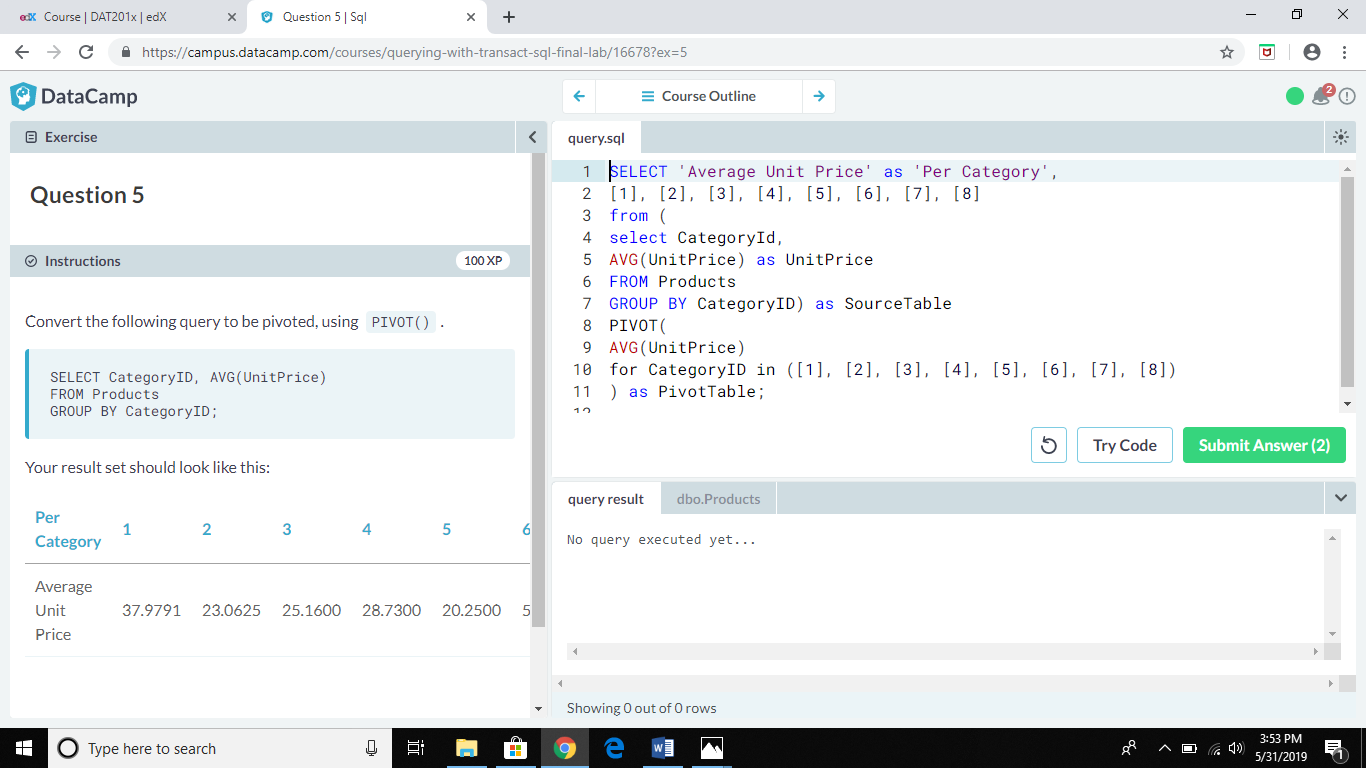 Course | DAT201x | edX
Question 5 | Sql
https://campus.datacamp.com/courses/querying-with-transact-sql-final-lab/16678?ex=5
DataCamp
Course Outline
2
Exercise
query.sql
Question 5
Instructions
100 XP
Convert the following query to be pivoted, using PIVOT() .
SELECT CategoryID, AVG(UnitPrice)
FROM Products
GROUP BY CategoryID;
Your result set should look like this:
Per Category 1 2 3 4 5 6
Average Unit Price 37.9791 23.0625 25.1600 28.7300 20.2500 5
1 SELECT 'Average Unit Price' as 'Per Category',
2 [1], [2], [3], [4], [5], [6], [7], [8]
3 from (
4 select CategoryId,
5 AVG(UnitPrice) as UnitPrice
6 FROM Products
7 GROUP BY CategoryID) as SourceTable
8 PIVOT(
9 AVG(UnitPrice)
10 for CategoryID in ([1], [2], [3], [4], [5], [6], [7], [8])
11 ) as PivotTable;
12
Try Code
Submit Answer (2)
query result
dbo.Products
No query executed yet...
Showing 0 out of 0 rows
Type here to search
3:53 PM
5/31/2019
1